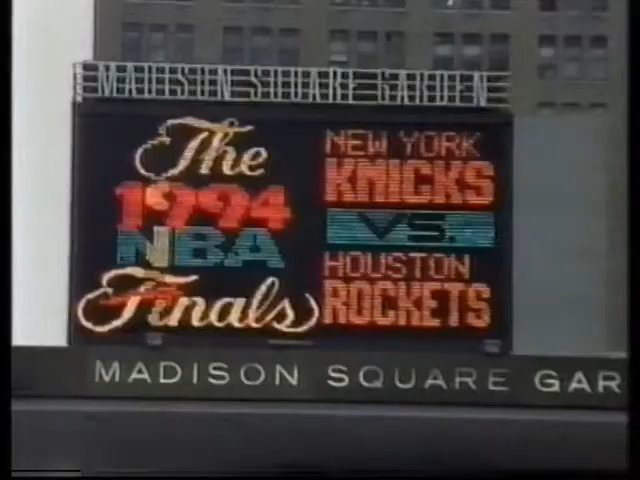 MADISON SQUARE GARDEN
The
1994
NBA
Finals
NEW YORK
KNICKS
VS.
HOUSTON
ROCKETS
MADISON SQUARE GAR